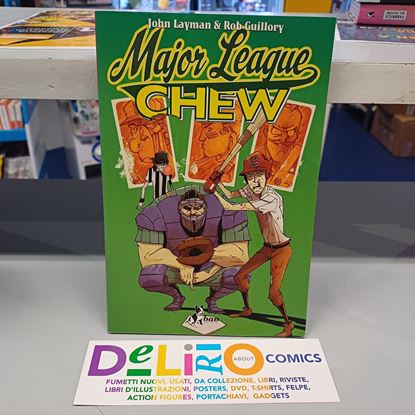 John Layman & Rob Guillory
Major League
CHEW
bao
DeLiRiO ABOUT COMICS
FUMETTI NUOVI, USATI, DA COLLEZIONE, LIBRI, RIVISTE,
LIBRI D'ILLUSTRAZIONI, POSTERS, DVD, T-SHIRTS, FELPE,
ACTION FIGURES, PORTACHIAVI, GADGETS